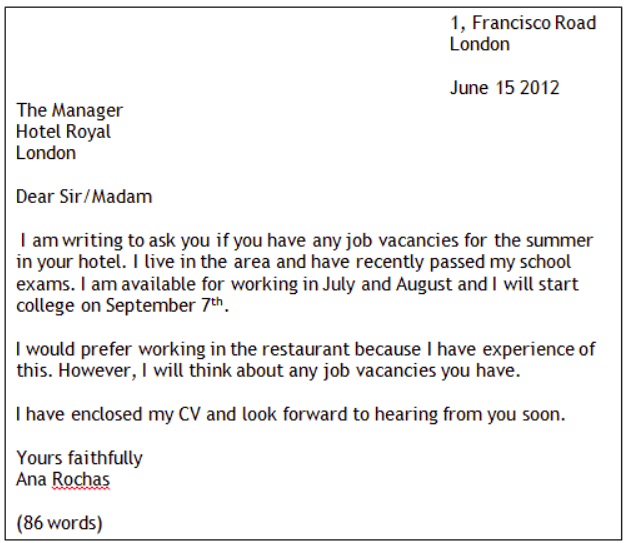 1, Francisco Road
London
June 15 2012
The Manager
Hotel Royal
London
Dear Sir/Madam
I am writing to ask you if you have any job vacancies for the summer
in your hotel. I live in the area and have recently passed my school
exams. I am available for working in July and August and I will start
college on September 7th.
I would prefer working in the restaurant because I have experience of
this. However, I will think about any job vacancies you have.
I have enclosed my CV and look forward to hearing from you soon.
Yours faithfully
Ana Rochas
(86 words)